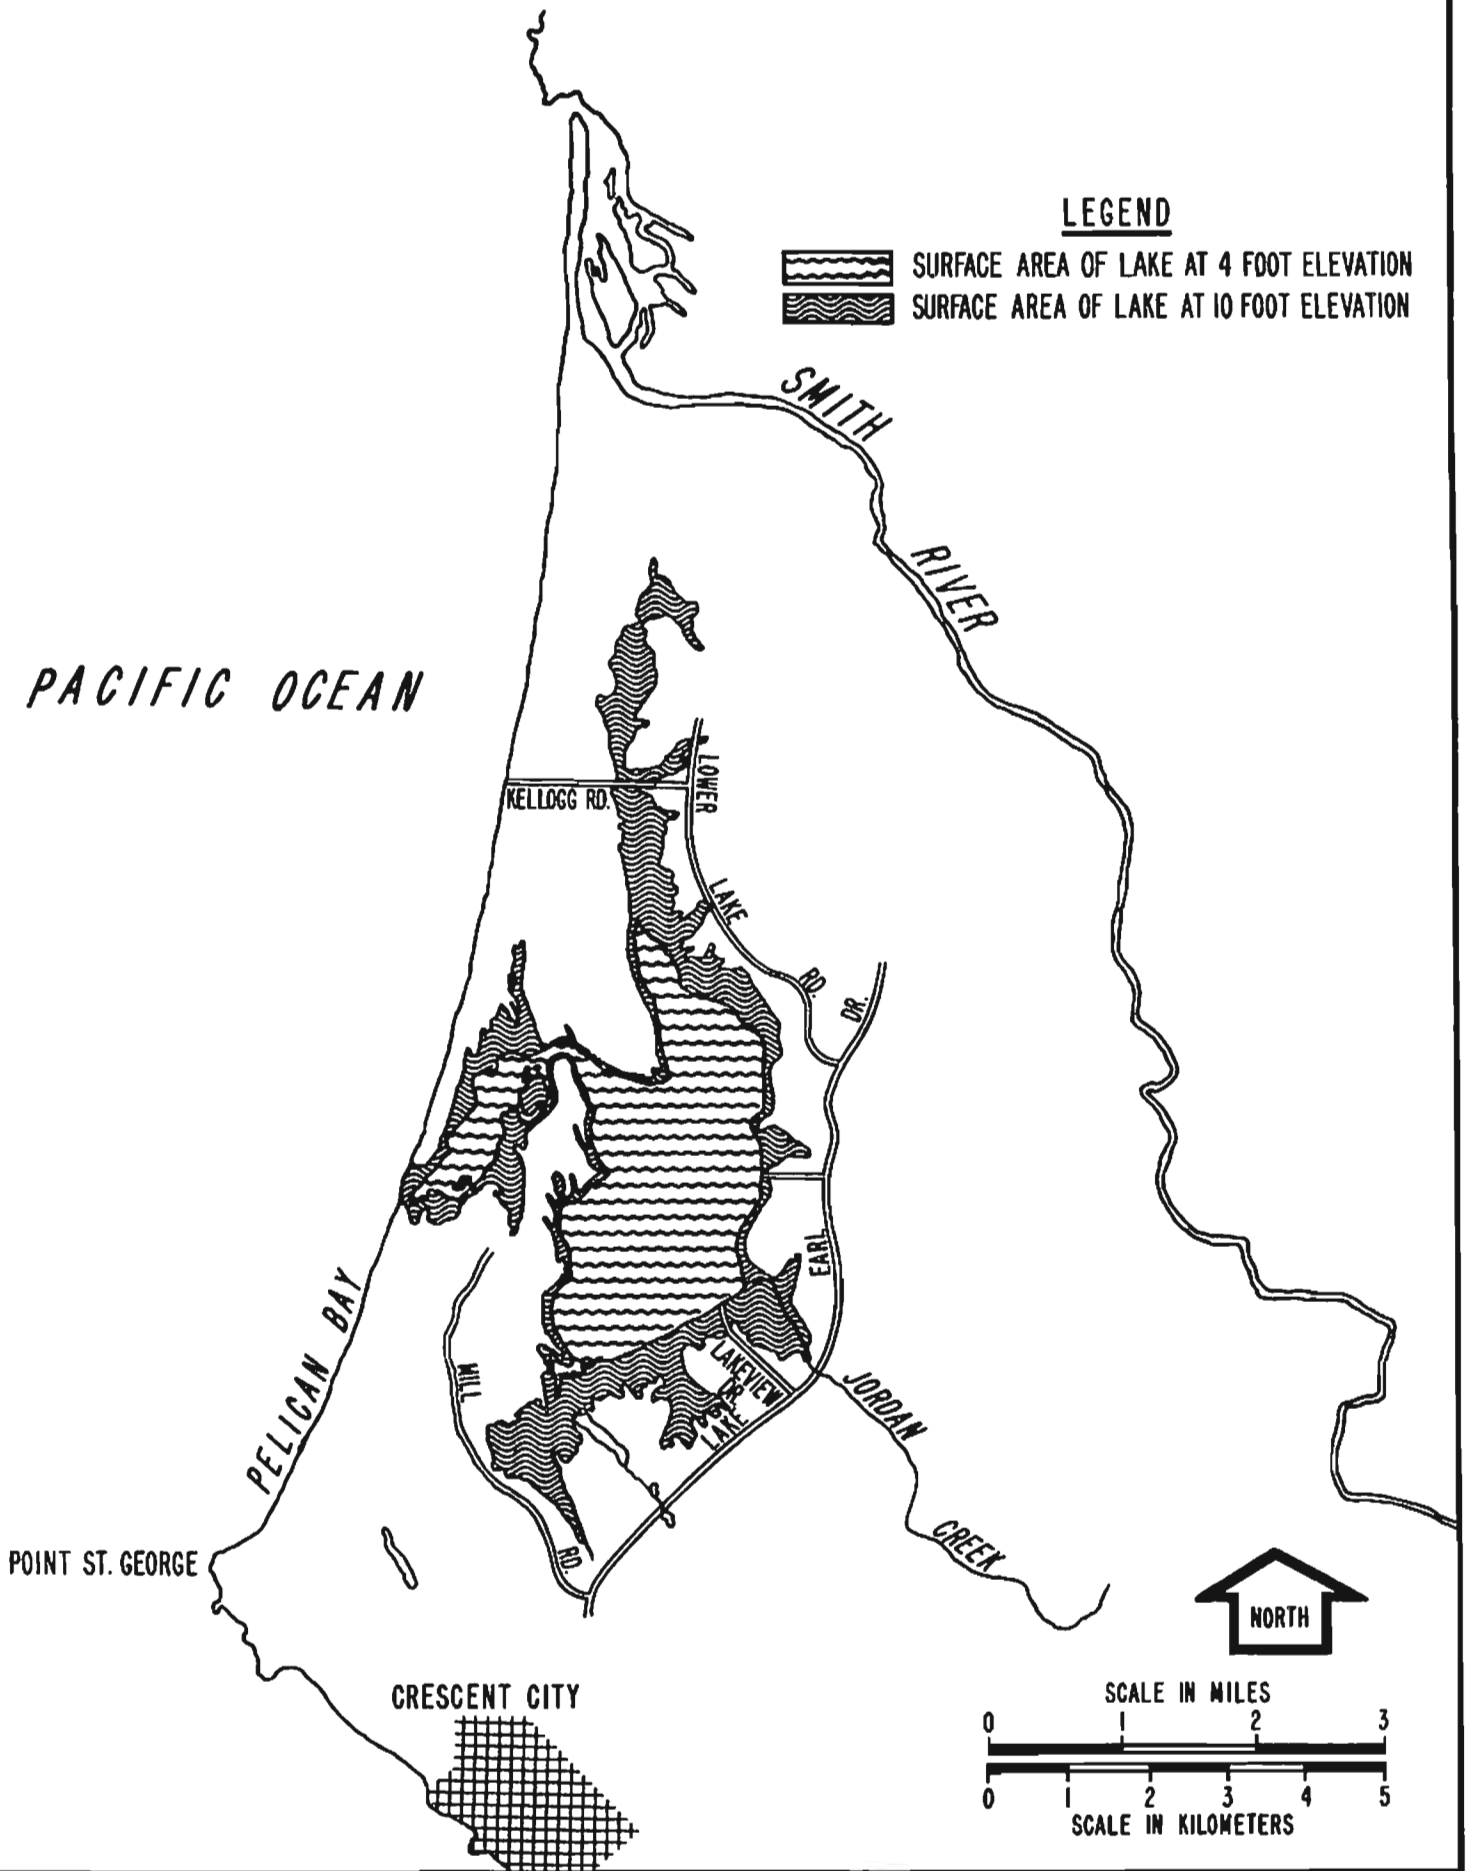 LEGEND
SURFACE AREA OF LAKE AT 4 FOOT ELEVATION
SURFACE AREA OF LAKE AT 10 FOOT ELEVATION
SMITH
RIVER
PACIFIC OCEAN
LOWER
KELLOGG RD.
LAKE
RD.
DR.
EARL
PELICAN BAY
MILL
LAKEVIEW
DR.
LAKE
JORDAN
CREEK
RD.
POINT ST. GEORGE
NORTH
CRESCENT CITY
SCALE IN MILES
0 1 2 3
0 1 2 3 4 5
SCALE IN KILOMETERS